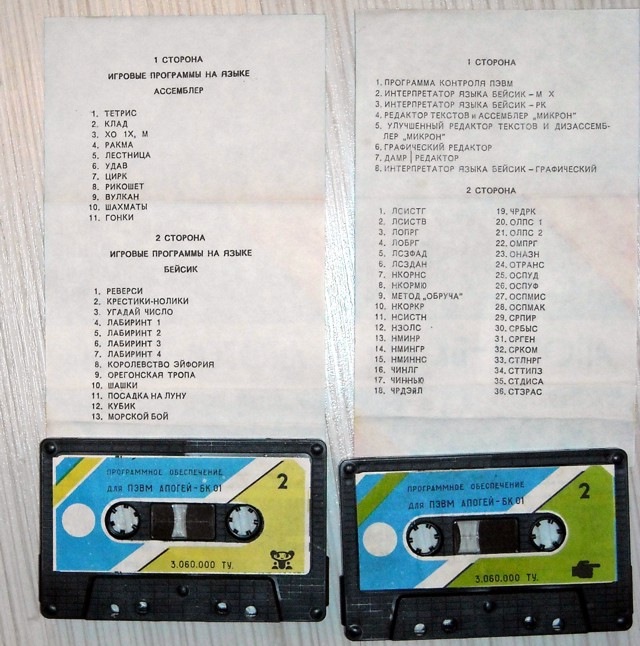 1 СТОРОНА
ИГРОВЫЕ ПРОГРАММЫ НА ЯЗЫКЕ
АССЕМБЛЕР
1. ТЕТРИС
2. КЛАД
3. ХО 1Х, М
4. РАКМА
5. ЛЕСТНИЦА
6. УДАВ
7. ЦИРК
8. РИКОШЕТ
9. ВУЛКАН
10. ШАХМАТЫ
11. ГОНКИ
2 СТОРОНА
ИГРОВЫЕ ПРОГРАММЫ НА ЯЗЫКЕ
БЕЙСИК
1. РЕВЕРСИ
2. КРЕСТИКИ-НОЛИКИ
3. УГАДАЙ ЧИСЛО
4. ЛАБИРИНТ 1
5. ЛАБИРИНТ 2
6. ЛАБИРИНТ 3
7. ЛАБИРИНТ 4
8. КОРОЛЕВСТВО ЭЙФОРИЯ
9. ОРЕГОНСКАЯ ТРОПА
10. ШАШКИ
11. ПОСАДКА НА ЛУНУ
12. КУБИК
13. МОРСКОЙ БОЙ
ПРОГРАММНОЕ ОБЕСПЕЧЕНИЕ
ДЛЯ ПЭВМ АПОГЕЙ-БК 01
2
3.060.000 ТУ.
1 СТОРОНА
1. ПРОГРАММА КОНТРОЛЯ ПЭВМ
2. ИНТЕРПРЕТАТОР ЯЗЫКА БЕЙСИК – М Х
3. ИНТЕРПРЕТАТОР ЯЗЫКА БЕЙСИК – РК
4. РЕДАКТОР ТЕКСТОВ и АССЕМБЛЕР „МИКРОН"
5. УЛУЧШЕННЫЙ РЕДАКТОР ТЕКСТОВ И ДИЗАССЕМБ-
ЛЕР „МИКРОН"
6. ГРАФИЧЕСКИЙ РЕДАКТОР
7. ДАМР РЕДАКТОР
8. ИНТЕРПРЕТАТОР ЯЗЫКА БЕЙСИК – ГРАФИЧЕСКИЙ
2 СТОРОНА
1. ЛСИСТГ
2. ЛСИСТВ
3. ЛОПРГ
4. ЛОБРГ
5. ЛСЗФАД
6. ЛСЗДАН
7. НКОРНС
8. НКОРМЮ
9. МЕТОД „ОБРУЧА"
10. НКОРКР
11. НСИСТН
12. НЗОЛС
13. НМИНР
14. НМИНГР
15. НМИННС
16. ЧИНЛГ
17. ЧИННЬЮ
18. ЧРДЭЙЛ
19. ЧРДРК
20. ОЛПС 1
21. ОЛПС 2
22. ОМПРГ
23. ОНАЗН
24. ОТРАНС
25. ОСПУД
26. ОСПУФ
27. ОСПМИС
28. ОСПМАК
29. СРПИР
30. СРБЫС
31. СРГЕН
32. СРКОМ
33. СТЛНРГ
34. СТТИПЗ
35. СТДИСА
36. СТЗРАС
ПРОГРАММНОЕ ОБЕСПЕЧЕНИЕ
ДЛЯ ПЭВМ АПОГЕЙ-БК 01
2
3.060.000 ТУ.